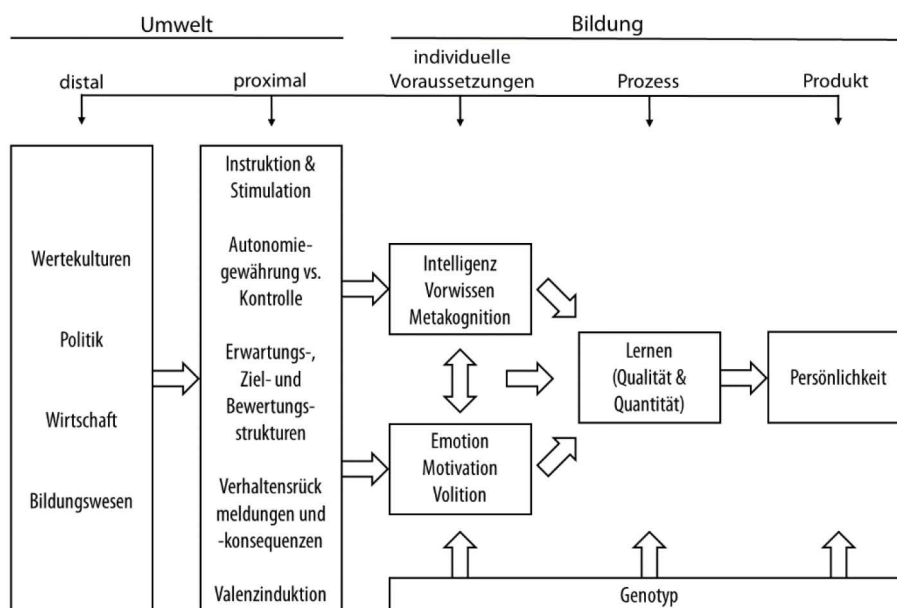 Umwelt
Bildung
distal
proximal
individuelle
Voraussetzungen
Prozess
Produkt
Wertekulturen
Politik
Wirtschaft
Bildungswesen
Instruktion &
Stimulation
Autonomie-
gewährung vs.
Kontrolle
Erwartungs-,
Ziel- und
Bewertungs-
strukturen
Verhaltensrück
meldungen und
-konsequenzen
Valenzinduktion
Intelligenz
Vorwissen
Metakognition
Emotion
Motivation
Volition
Lernen
(Qualität &
Quantität)
Persönlichkeit
Genotyp